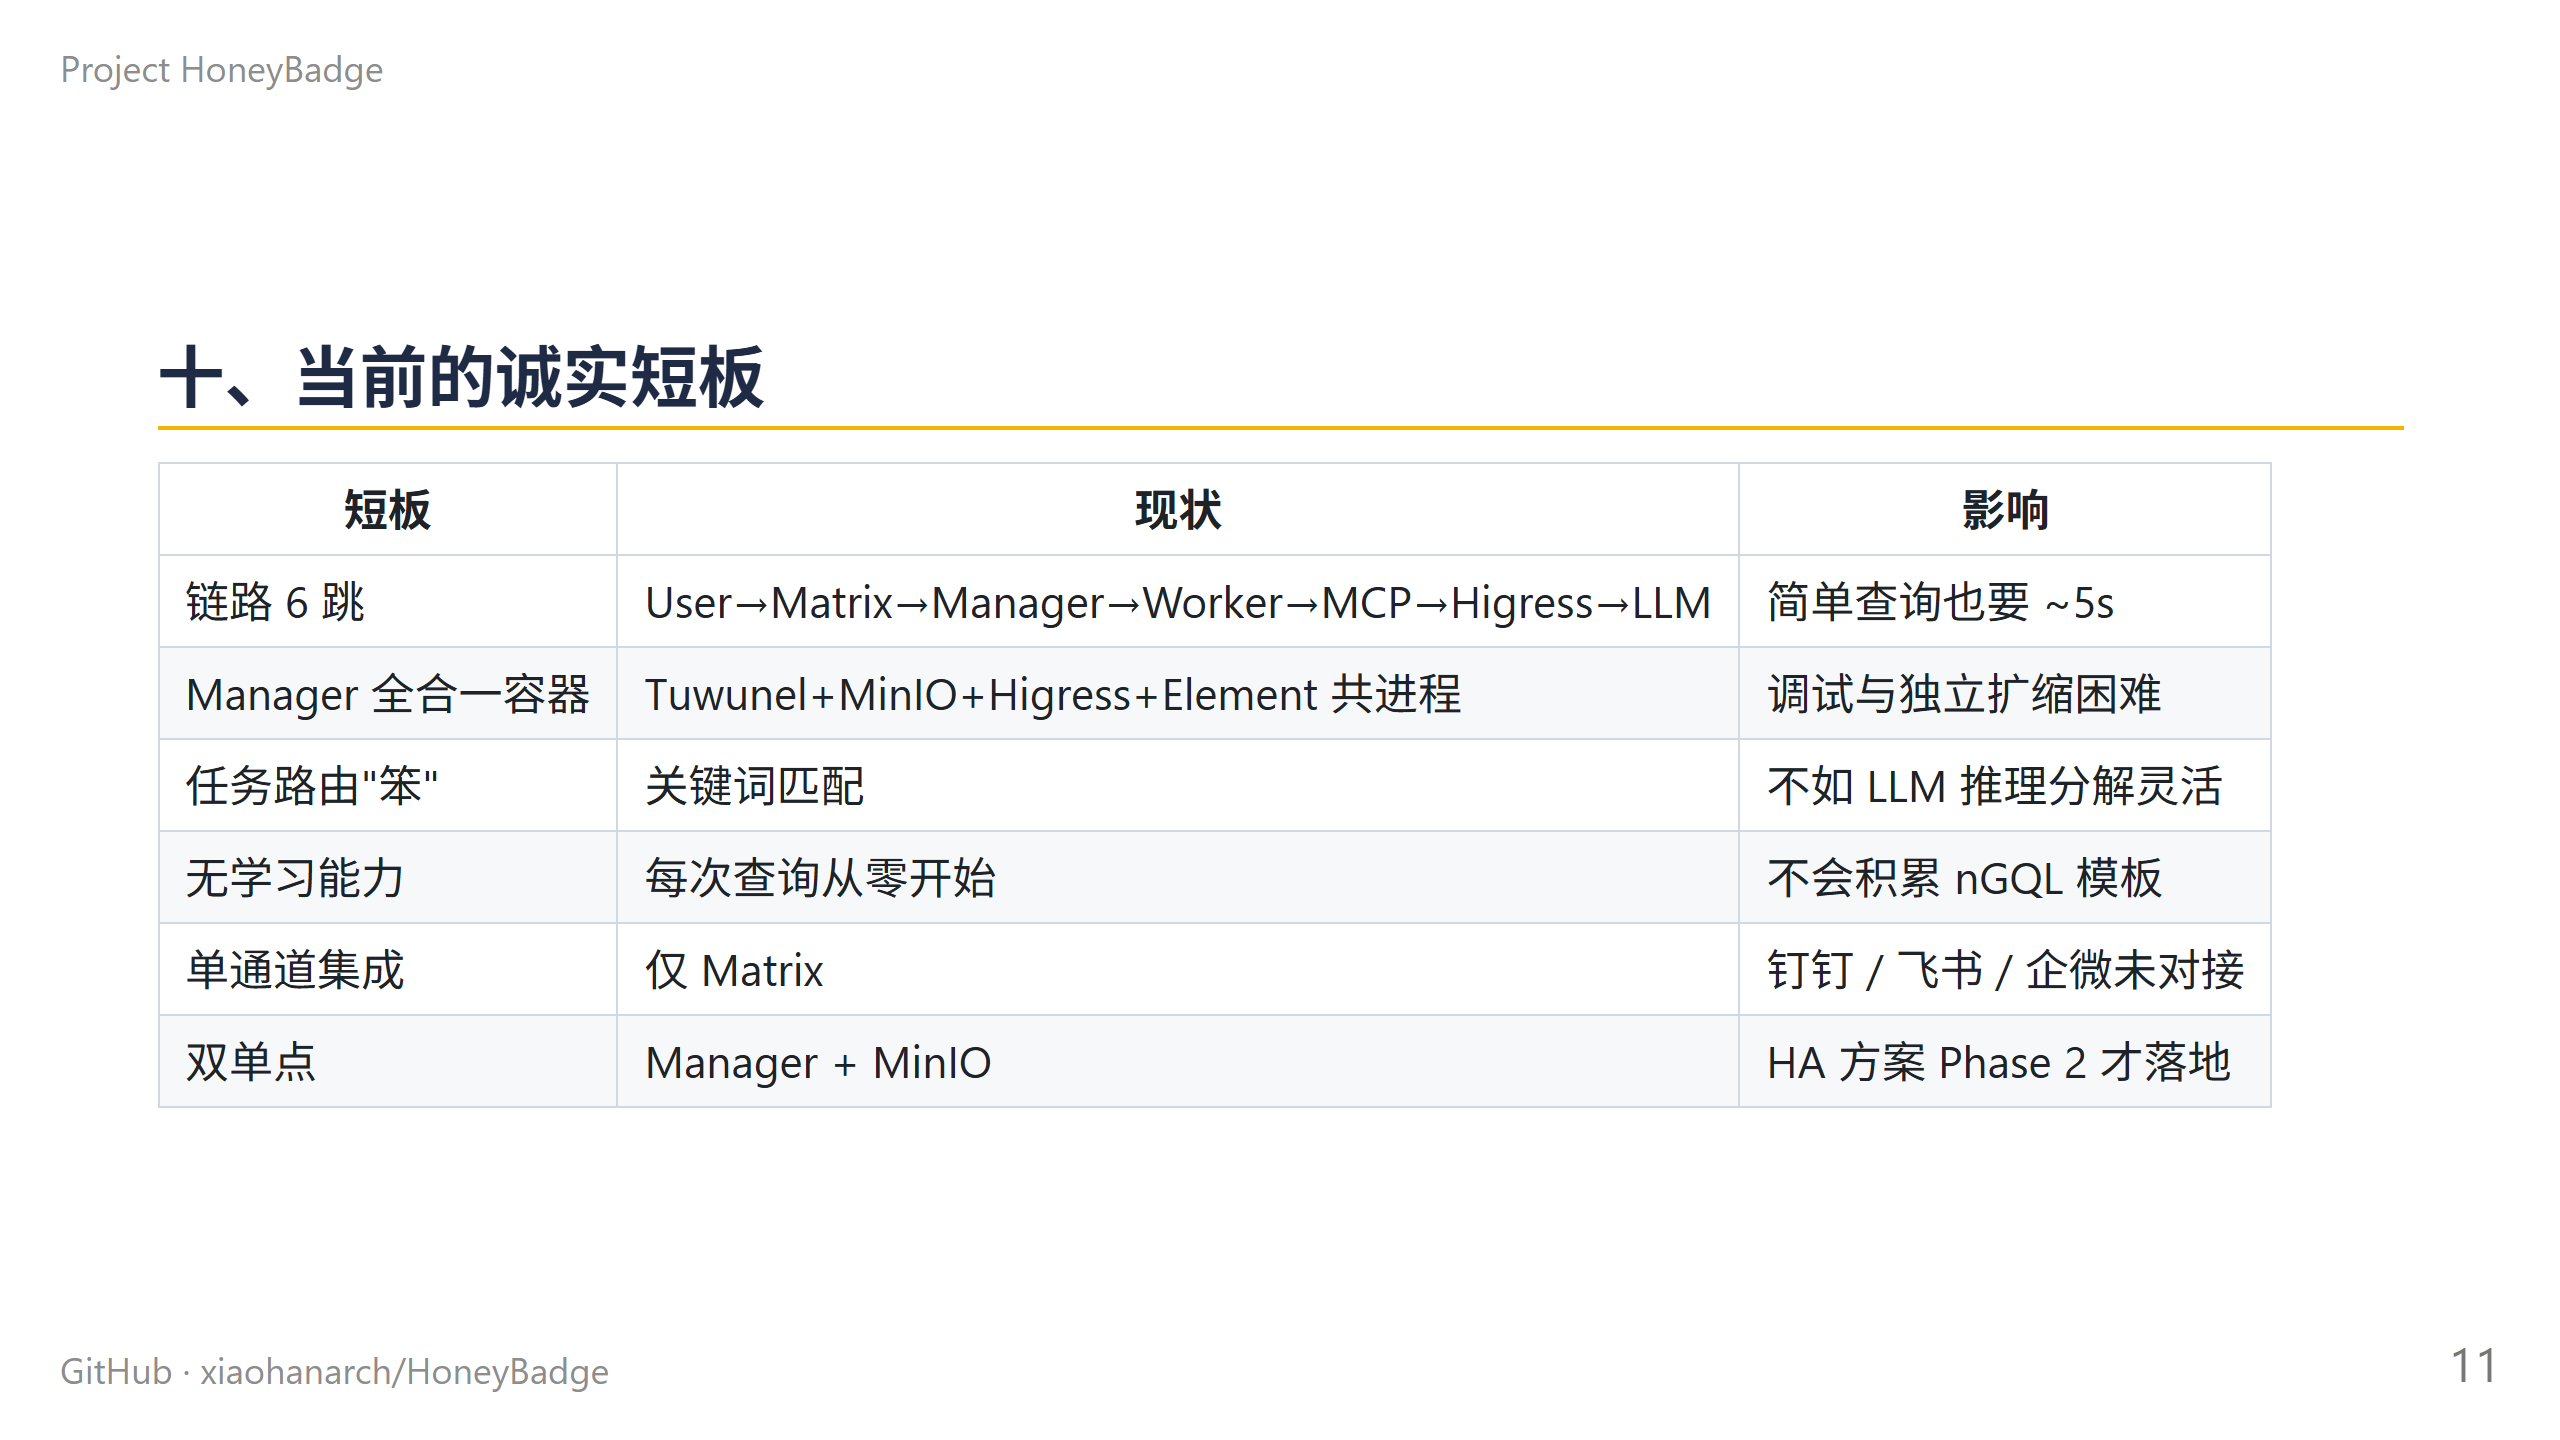 Project HoneyBadge
十、当前的诚实短板
短板 现状 影响
链路 6 跳 User→Matrix→Manager→Worker→MCP→Higress→LLM 简单查询也要 ~5s
Manager 全合一容器 Tuwunel+MinIO+Higress+Element 共进程 调试与独立扩缩困难
任务路由"笨" 关键词匹配 不如 LLM 推理分解灵活
无学习能力 每次查询从零开始 不会积累 nGQL 模板
单通道集成 仅 Matrix 钉钉 / 飞书 / 企微未对接
双单点 Manager + MinIO HA 方案 Phase 2 才落地
GitHub · xiaohanarch/HoneyBadge
11